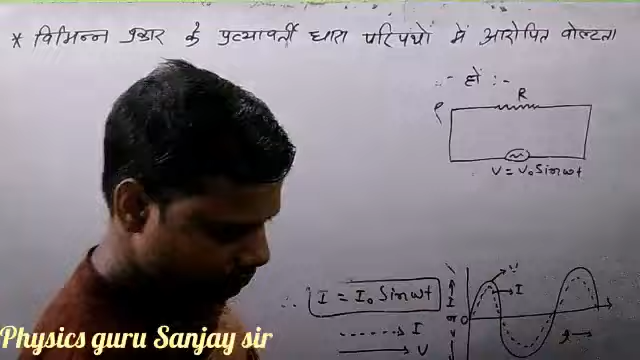 * विभिन्न प्रकार के प्रत्यावर्ती धारा परिपथों में आरोपित वोल्टता
:- हों :-
R
V = V₀ Sinωt
∴ I = I₀ Sinωt
V
I
I
V
0
t →
Physics guru Sanjay sir